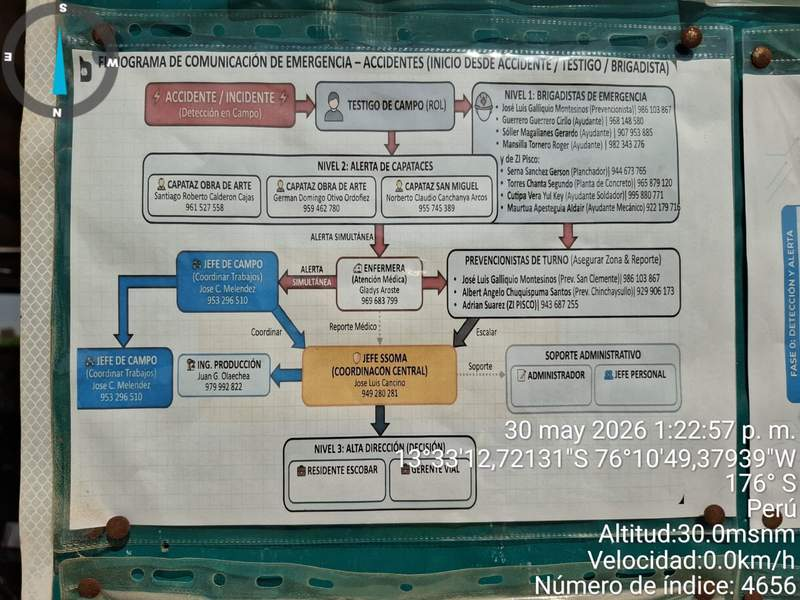 S
E
N
FLUJOGRAMA DE COMUNICACIÓN DE EMERGENCIA – ACCIDENTES (INICIO DESDE ACCIDENTE / TESTIGO / BRIGADISTA)
ACCIDENTE / INCIDENTE
(Detección en Campo)
TESTIGO DE CAMPO (ROL)
NIVEL 1: BRIGADISTAS DE EMERGENCIA
• José Luis Galliquio Montesinos (Prevencionista)| 986 103 867
• Guerrero Guerrero Cirilo (Ayudante) | 968 148 580
• Sóller Magallanes Gerardo (Ayudante) | 907 953 685
• Mansilla Tornero Roger (Ayudante) | 982 343 276
y de ZI Pisco:
• Serna Sanchez Gerson (Planchador)| 944 673 765
• Torres Chanta Segundo (Planta de Concreto)| 965 879 120
• Cutipa Vera Yul Key (Ayudante Soldador)| 995 880 771
• Maurtua Apestegula Aldair (Ayudante Mecánico)| 922 179 716
NIVEL 2: ALERTA DE CAPATACES
CAPATAZ OBRA DE ARTE
Santiago Roberto Calderon Cajas
961 527 558
CAPATAZ OBRA DE ARTE
German Domingo Otiva Ordoñez
959 462 780
CAPATAZ SAN MIGUEL
Norberto Claudio Canchanya Arcos
955 745 389
ALERTA SIMULTÁNEA
JEFE DE CAMPO
(Coordinar Trabajos)
Jose C. Melendez
953 296 510
ALERTA
SIMULTÁNEA
ENFERMERA
(Atención Médica)
Gladys Aroste
969 683 799
PREVENCIONISTAS DE TURNO (Asegurar Zona & Reporte)
• José Luis Galliquio Montesinos (Prev. San Clemente)| 986 103 867
• Albert Angelo Chuquispuma Santos (Prev. Chinchaysullo)| 929 906 173
• Adrian Suarez (ZI PISCO)| 943 687 255
Coordinar
Reporte Médico
Escalar
JEFE DE CAMPO
(Coordinar Trabajos)
Jose C. Melendez
953 296 510
ING. PRODUCCIÓN
Juan G. Olaechea
979 992 822
JEFE SSOMA
(COORDINACON CENTRAL)
Jose Luis Cancino
949 280 281
Soporte
SOPORTE ADMINISTRATIVO
ADMINISTRADOR
JEFE PERSONAL
NIVEL 3: ALTA DIRECCIÓN (DECISIÓN)
RESIDENTE ESCOBAR
GERENTE VIAL
FASE 0: DETECCIÓN Y ALERTA
30 may 2026 1:22:57 p. m.
13°33'12,72131"S 76°10'49,37939"W
176° S
Perú
Altitud:30.0msnm
Velocidad:0.0km/h
Número de índice: 4656